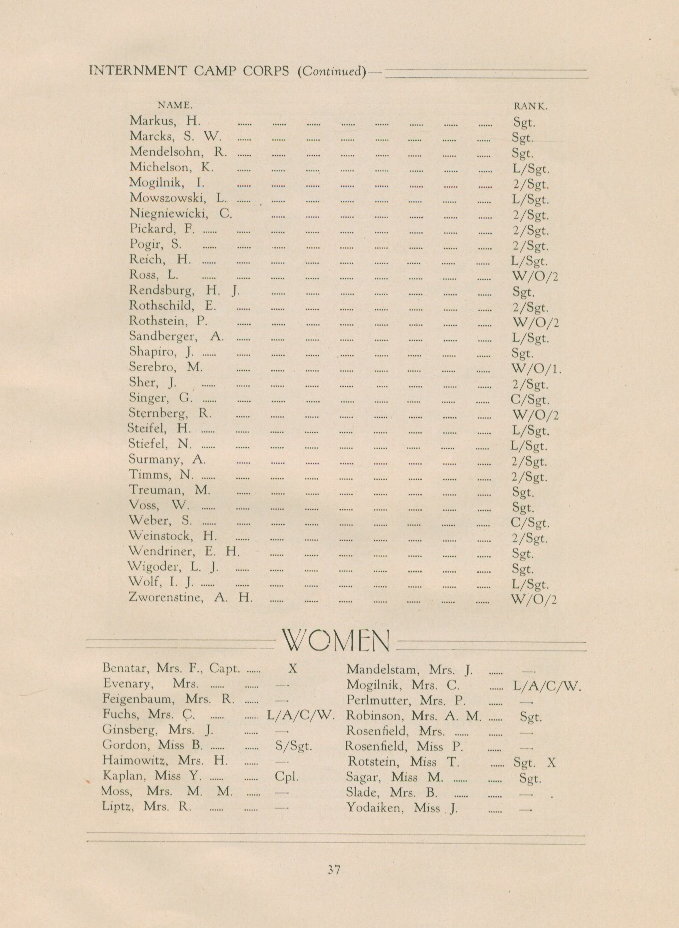 INTERNMENT CAMP CORPS (Continued)—
NAME. RANK.
Markus, H. Sgt.
Marcks, S. W. Sgt.
Mendelsohn, R. Sgt.
Michelson, K. L/Sgt.
Mogilnik, I. 2/Sgt.
Mowszowski, L. L/Sgt.
Niegniewicki, C. 2/Sgt.
Pickard, F. 2/Sgt.
Pogir, S. 2/Sgt.
Reich, H. L/Sgt.
Ross, L. W/O/2
Rendsburg, H. J. Sgt.
Rothschild, E. 2/Sgt.
Rothstein, P. W/O/2
Sandberger, A. L/Sgt.
Shapiro, J. Sgt.
Serebro, M. W/O/1.
Sher, J. 2/Sgt.
Singer, G. C/Sgt.
Sternberg, R. W/O/2
Steifel, H. L/Sgt.
Stiefel, N. L/Sgt.
Surmany, A. 2/Sgt.
Timms, N. 2/Sgt.
Treuman, M. Sgt.
Voss, W. Sgt.
Weber, S. C/Sgt.
Weinstock, H. 2/Sgt.
Wendriner, E. H. Sgt.
Wigoder, L. J. Sgt.
Wolf, I. J. L/Sgt.
Zworenstine, A. H. W/O/2
WOMEN
Benatar, Mrs. F., Capt. X Mandelstam, Mrs. J. —
Evenary, Mrs. — Mogilnik, Mrs. C. L/A/C/W.
Feigenbaum, Mrs. R. — Perlmutter, Mrs. P. —
Fuchs, Mrs. C. L/A/C/W. Robinson, Mrs. A. M. Sgt.
Ginsberg, Mrs. J. — Rosenfield, Mrs. —
Gordon, Miss B. S/Sgt. Rosenfield, Miss P. —
Haimowitz, Mrs. H. — Rotstein, Miss T. Sgt. X
Kaplan, Miss Y. Cpl. Sagar, Miss M. Sgt.
Moss, Mrs. M. M. — Slade, Mrs. B. —
Liptz, Mrs. R. — Yodaiken, Miss J. —
37